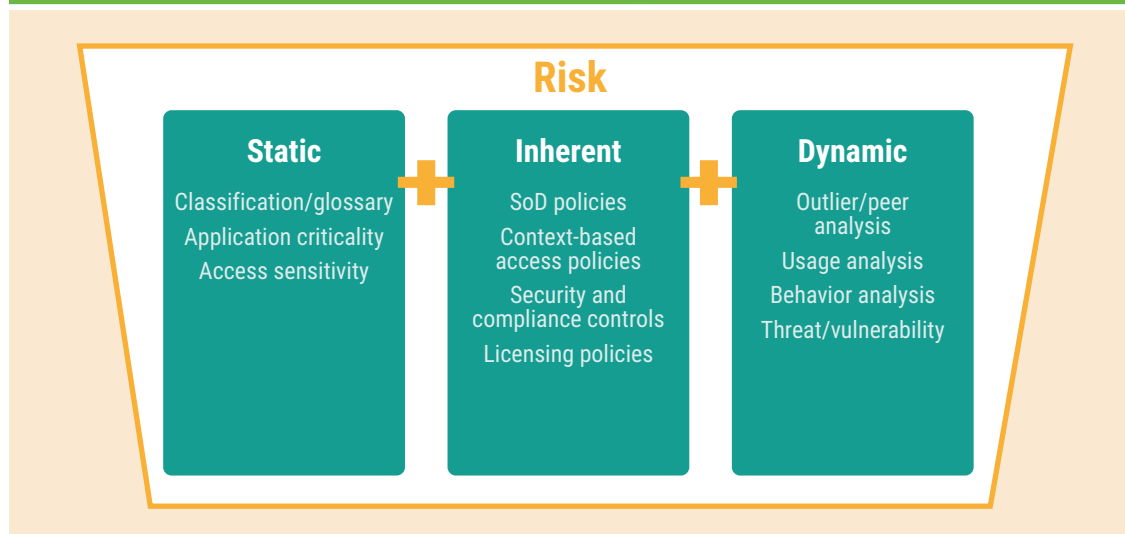 Risk
Static
Classification/glossary
Application criticality
Access sensitivity
Inherent
SoD policies
Context-based
access policies
Security and
compliance controls
Licensing policies
Dynamic
Outlier/peer
analysis
Usage analysis
Behavior analysis
Threat/vulnerability